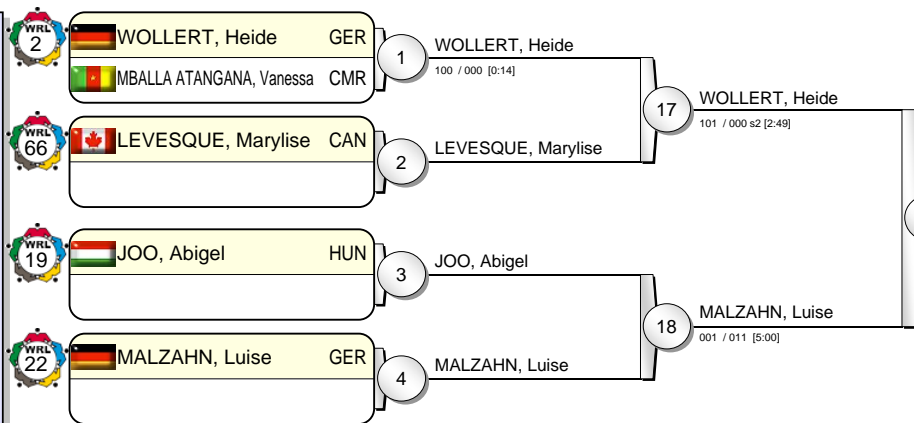 WRL
2
WOLLERT, Heide GER
MBALLA ATANGANA, Vanessa CMR
1
WOLLERT, Heide
100 / 000 [0:14]
WRL
66
LEVESQUE, Marylise CAN
2
LEVESQUE, Marylise
17
WOLLERT, Heide
101 / 000 s2 [2:49]
WRL
19
JOO, Abigel HUN
3
JOO, Abigel
WRL
22
MALZAHN, Luise GER
4
MALZAHN, Luise
18
MALZAHN, Luise
001 / 011 [5:00]